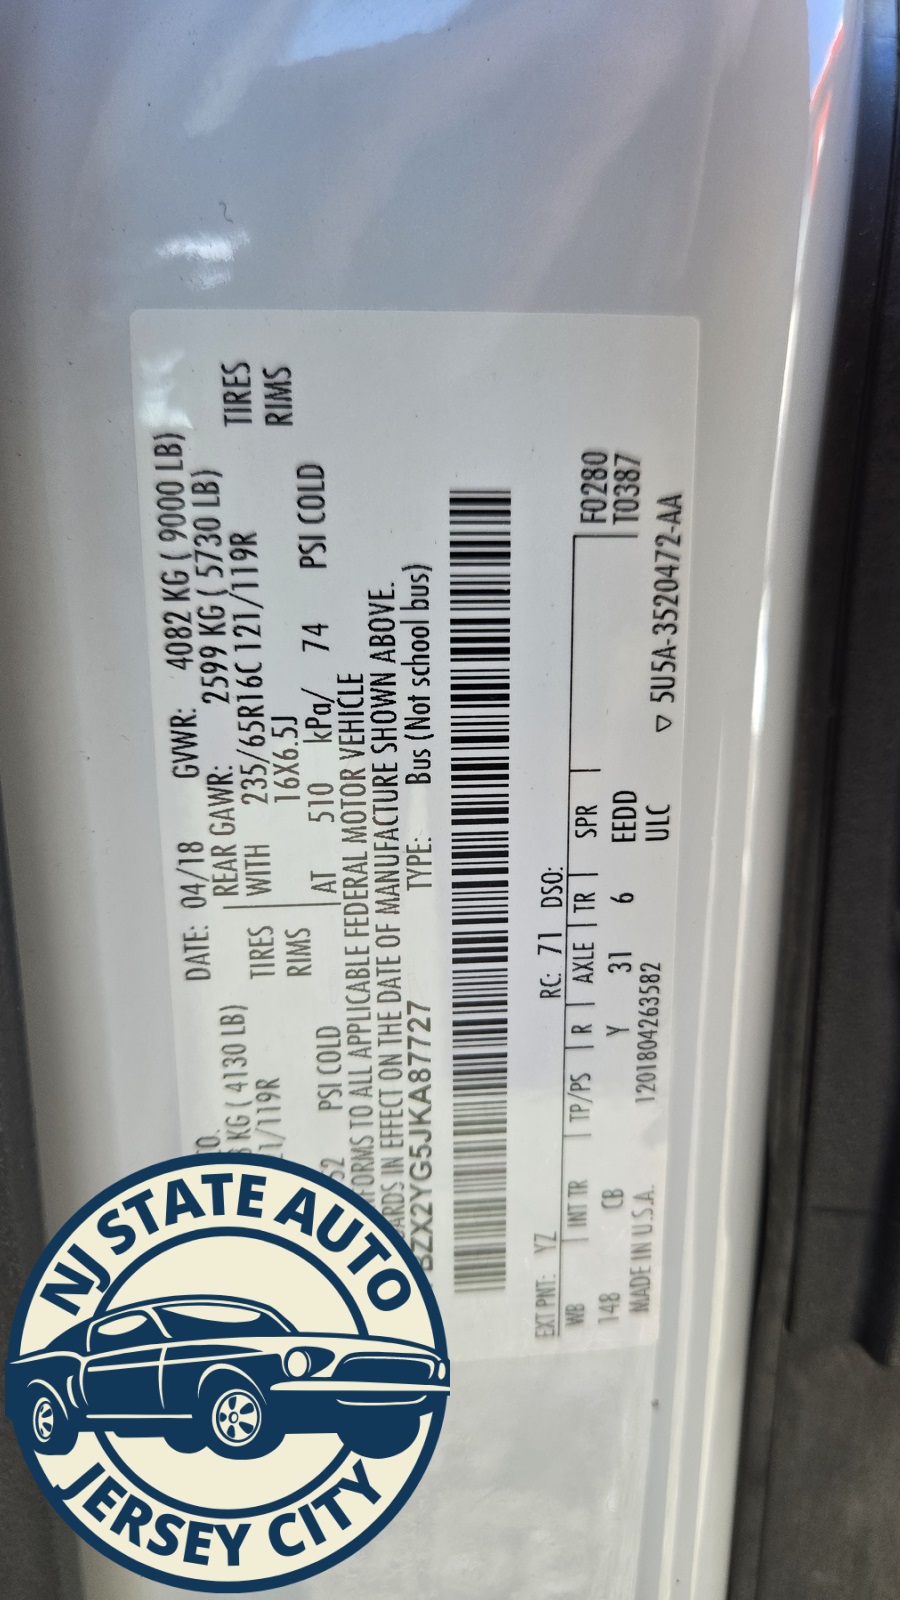 DATE: 04/18 GVWR: 4082 KG ( 9000 LB)
KG ( 4130 LB) REAR GAWR: 2599 KG ( 5730 LB)
/119R TIRES WITH 235/65R16C 121/119R TIRES
RIMS 16X6.5J RIMS
PSI COLD AT 510 kPa/ 74 PSI COLD
TO ALL APPLICABLE FEDERAL MOTOR VEHICLE
IN EFFECT ON THE DATE OF MANUFACTURE SHOWN ABOVE.
BZX2YG5JKA87727 TYPE: Bus (Not school bus)
EXT PNT: YZ RC: 71 DSO:
WB INT TR TP/PS R AXLE TR SPR F0280
148 CB Y 31 6 EEDD T0387
MADE IN U.S.A. 1201804263582 ULC
▽ 5U5A-3520472-AA
NJ STATE AUTO
JERSEY CITY